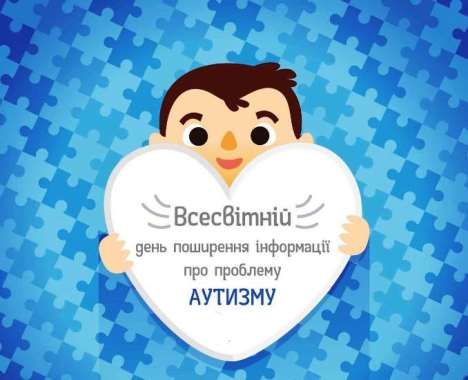 Всесвітній
день поширення інформації
про проблему
АУТИЗМУ